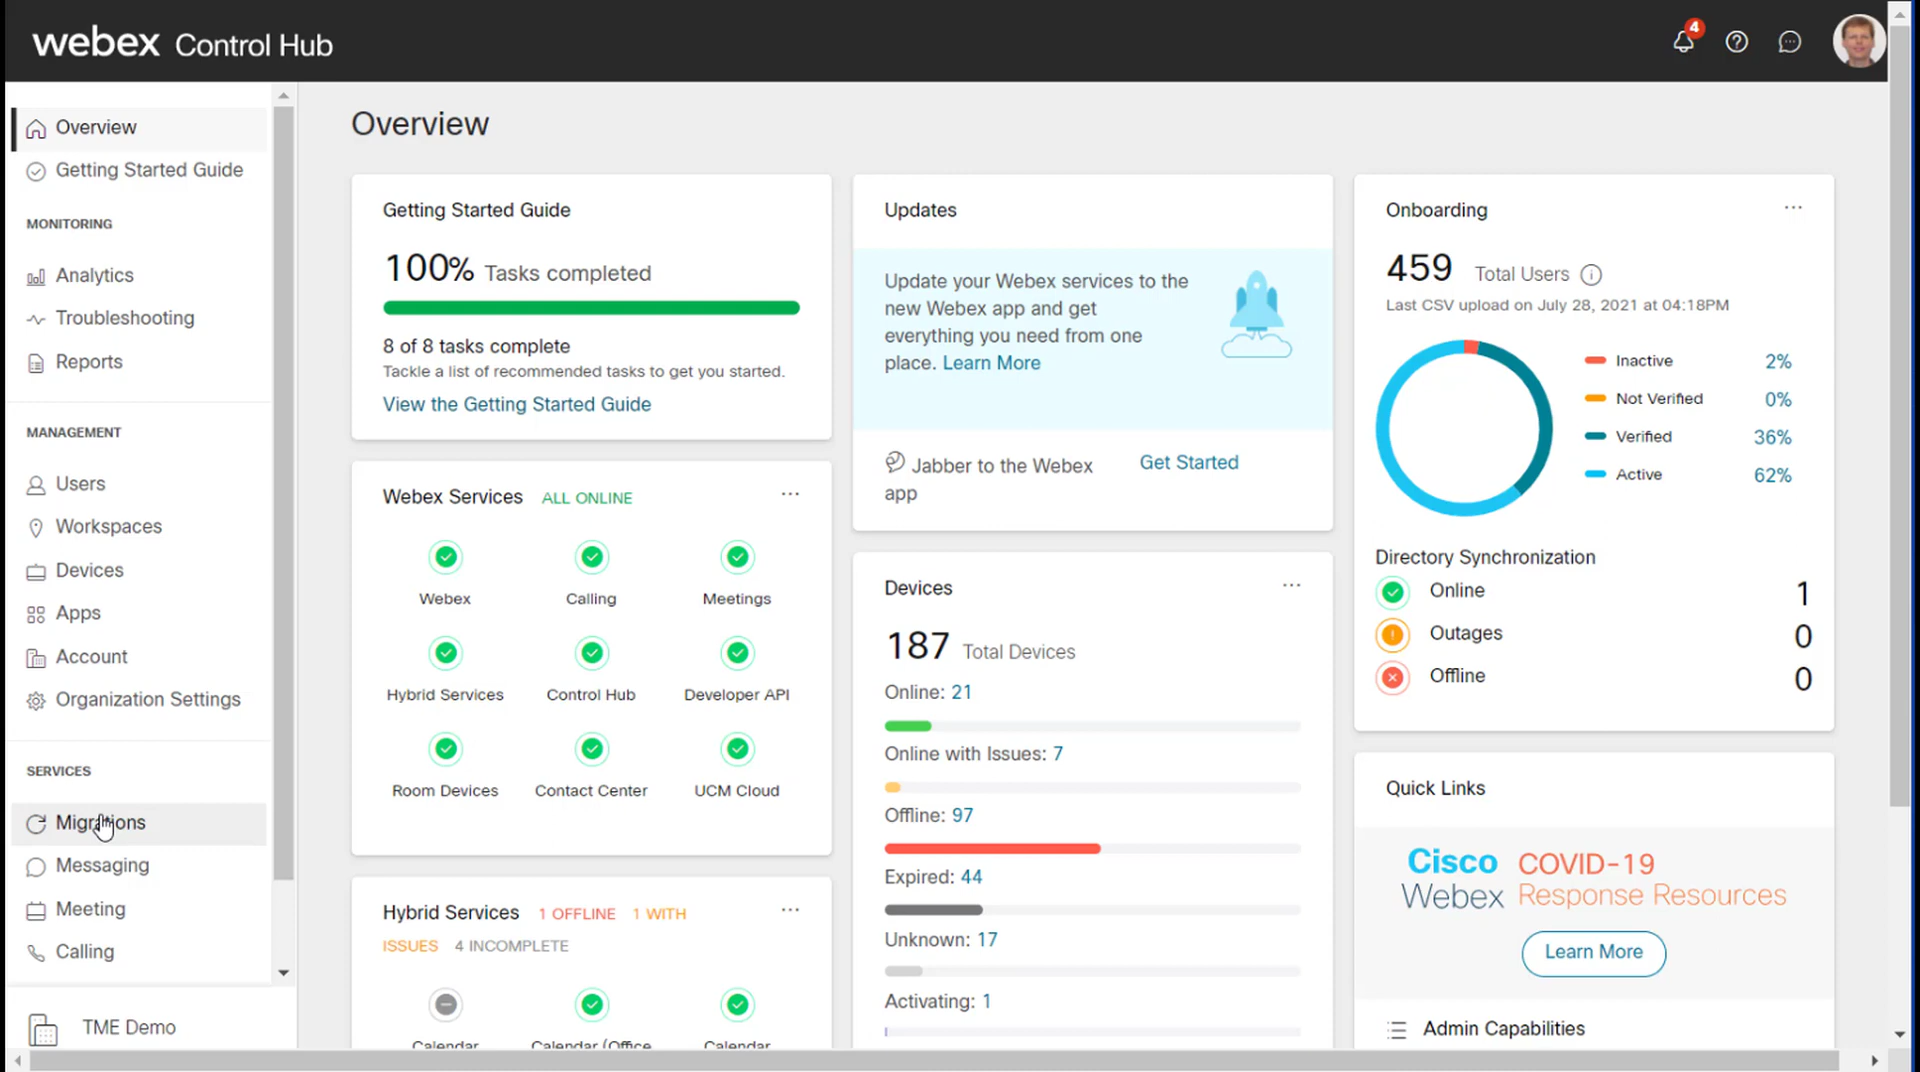 webex Control Hub
4
Overview
Getting Started Guide
MONITORING
Analytics
Troubleshooting
Reports
MANAGEMENT
Users
Workspaces
Devices
Apps
Account
Organization Settings
SERVICES
Migrations
Messaging
Meeting
Calling
TME Demo
Overview
Getting Started Guide
100% Tasks completed
8 of 8 tasks complete
Tackle a list of recommended tasks to get you started.
View the Getting Started Guide
Webex Services ALL ONLINE
Webex Calling Meetings
Hybrid Services Control Hub Developer API
Room Devices Contact Center UCM Cloud
Hybrid Services 1 OFFLINE 1 WITH
ISSUES 4 INCOMPLETE
Calendar Calendar (Office Calendar
Updates
Update your Webex services to the
new Webex app and get
everything you need from one
place. Learn More
Jabber to the Webex
app
Get Started
Devices
187 Total Devices
Online: 21
Online with Issues: 7
Offline: 97
Expired: 44
Unknown: 17
Activating: 1
Onboarding
459 Total Users
Last CSV upload on July 28, 2021 at 04:18PM
Inactive 2%
Not Verified 0%
Verified 36%
Active 62%
Directory Synchronization
Online 1
Outages 0
Offline 0
Quick Links
Cisco COVID-19
Webex Response Resources
Learn More
Admin Capabilities